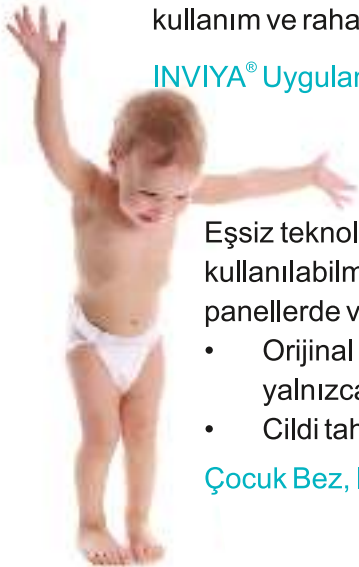 kullanım ve raha
INVIYA® Uygular
Eşsiz teknol
kullanılabilm
panellerde v
• Orijinal
yalnızca
• Cildi tah
Çocuk Bez,